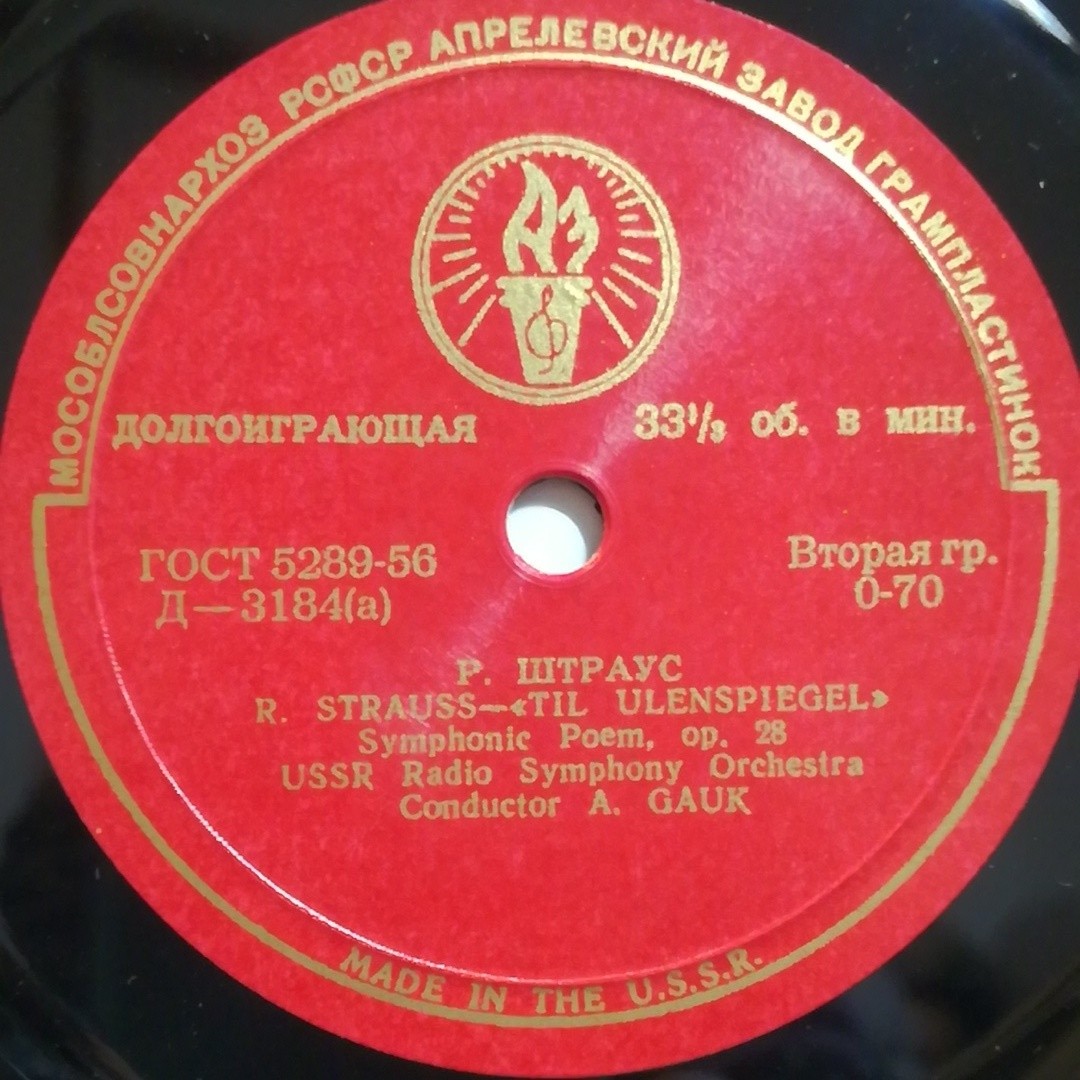 МОСОБЛСОВНАРХОЗ РСФСР АПРЕЛЕВСКИЙ ЗАВОД ГРАМПЛАСТИНОК
ДОЛГОИГРАЮЩАЯ 33⅓ об. в мин.
ГОСТ 5289-56 Вторая гр.
Д—3184(а) 0-70
Р. ШТРАУС
R. STRAUSS—«TIL ULENSPIEGEL»
Symphonic Poem, op. 28
USSR Radio Symphony Orchestra
Conductor A. GAUK
MADE IN THE U.S.S.R.